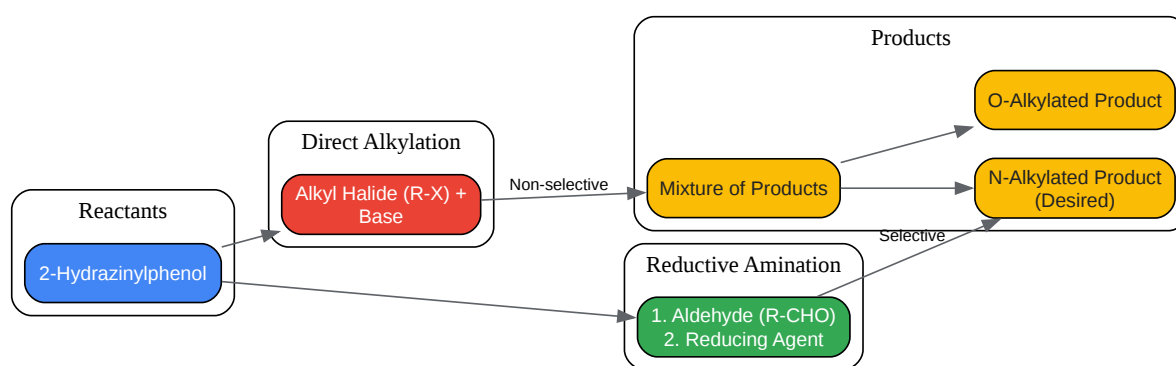 Products
O-Alkylated Product
Direct Alkylation
Alkyl Halide (R-X) +
Base
Non-selective
Mixture of Products
N-Alkylated Product
(Desired)
Reactants
2-Hydrazinylphenol
Selective
Reductive Amination
1. Aldehyde (R-CHO)
2. Reducing Agent